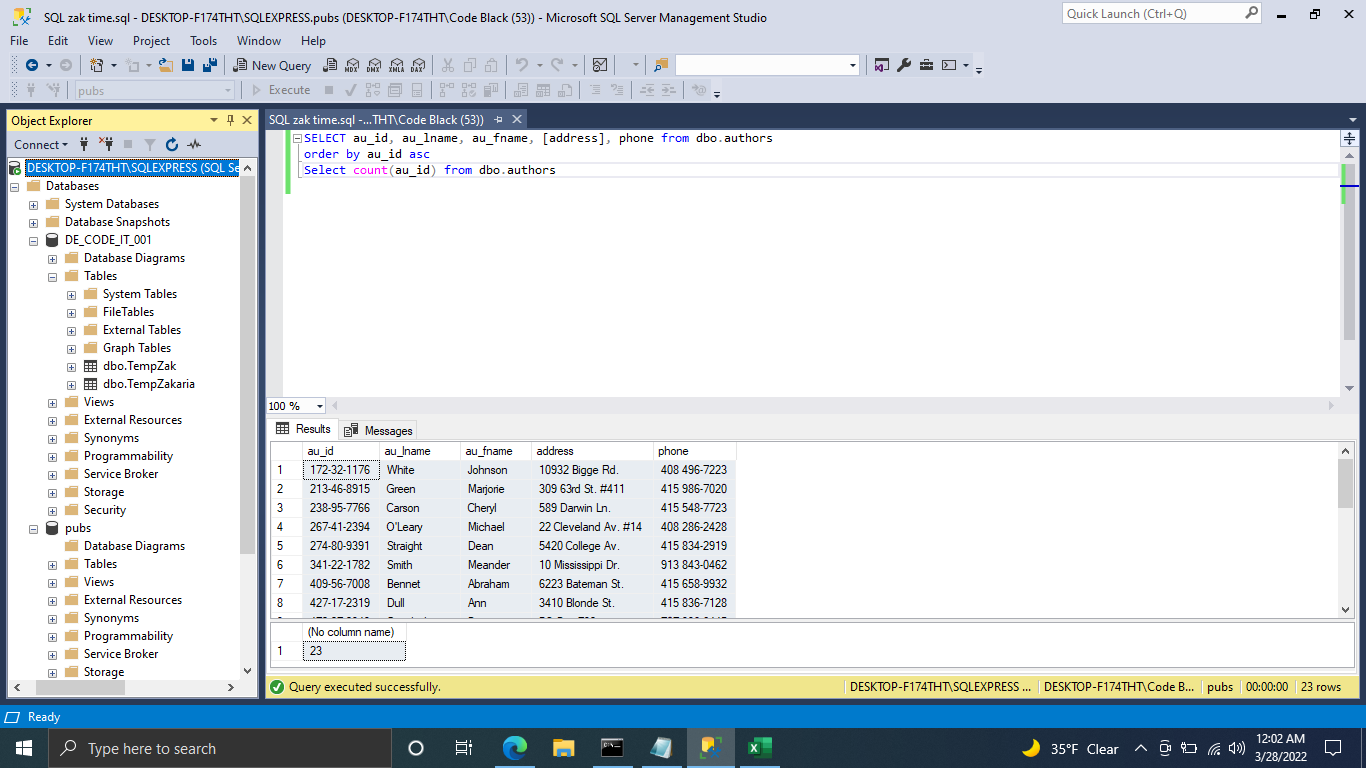 SQL zak time.sql - DESKTOP-F174THT\SQLEXPRESS.pubs (DESKTOP-F174THT\Code Black (53)) - Microsoft SQL Server Management Studio
Quick Launch (Ctrl+Q)
File Edit View Project Tools Window Help
New Query
MDX DMX XMLA DAX
pubs
Execute
Object Explorer
Connect
DESKTOP-F174THT\SQLEXPRESS (SQL Se
Databases
System Databases
Database Snapshots
DE_CODE_IT_001
Database Diagrams
Tables
System Tables
FileTables
External Tables
Graph Tables
dbo.TempZak
dbo.TempZakaria
Views
External Resources
Synonyms
Programmability
Service Broker
Storage
Security
pubs
Database Diagrams
Tables
Views
External Resources
Synonyms
Programmability
Service Broker
Storage
SQL zak time.sql -...THT\Code Black (53))
SELECT au_id, au_lname, au_fname, [address], phone from dbo.authors
order by au_id asc
Select count(au_id) from dbo.authors
100 %
Results Messages
au_id au_lname au_fname address phone
1 172-32-1176 White Johnson 10932 Bigge Rd. 408 496-7223
2 213-46-8915 Green Marjorie 309 63rd St. #411 415 986-7020
3 238-95-7766 Carson Cheryl 589 Darwin Ln. 415 548-7723
4 267-41-2394 O'Leary Michael 22 Cleveland Av. #14 408 286-2428
5 274-80-9391 Straight Dean 5420 College Av. 415 834-2919
6 341-22-1782 Smith Meander 10 Mississippi Dr. 913 843-0462
7 409-56-7008 Bennet Abraham 6223 Bateman St. 415 658-9932
8 427-17-2319 Dull Ann 3410 Blonde St. 415 836-7128
(No column name)
1 23
Query executed successfully.
DESKTOP-F174THT\SQLEXPRESS ... DESKTOP-F174THT\Code B... pubs 00:00:00 23 rows
Ready
Type here to search
35°F Clear
12:02 AM
3/28/2022